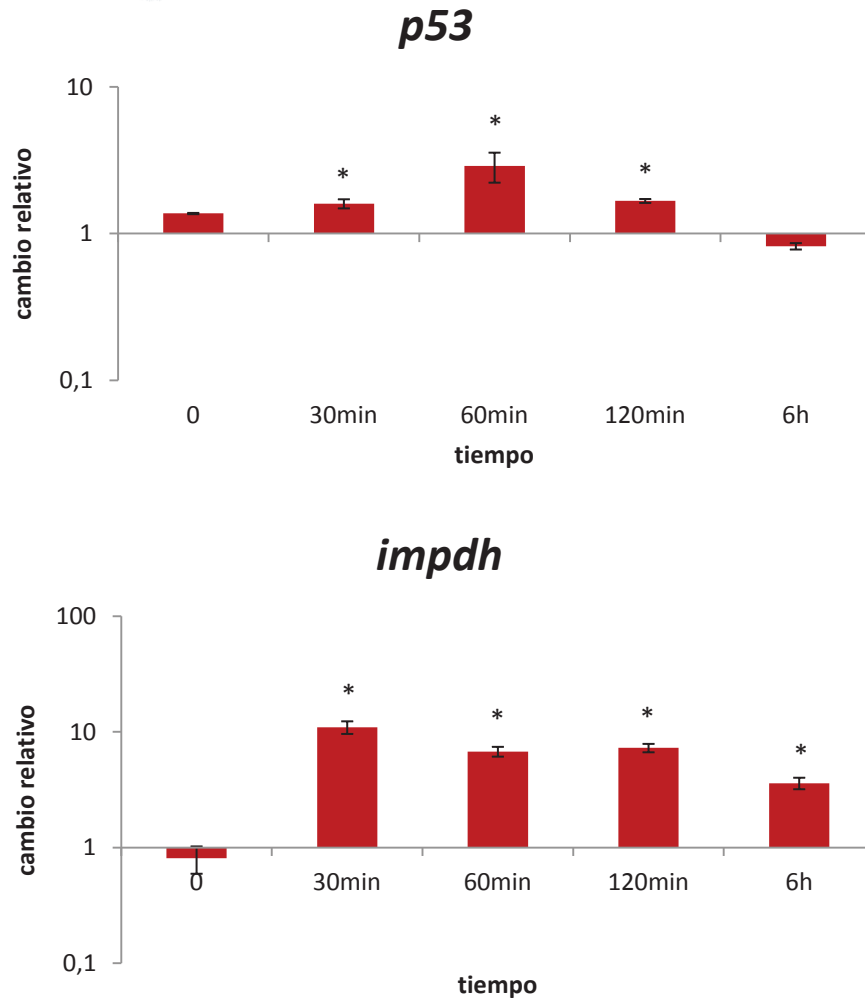 p53
10
1
0,1
cambio relativo
* * *
0 30min 60min 120min 6h
tiempo
impdh
100
10
1
0,1
cambio relativo
* * * *
0 30min 60min 120min 6h
tiempo